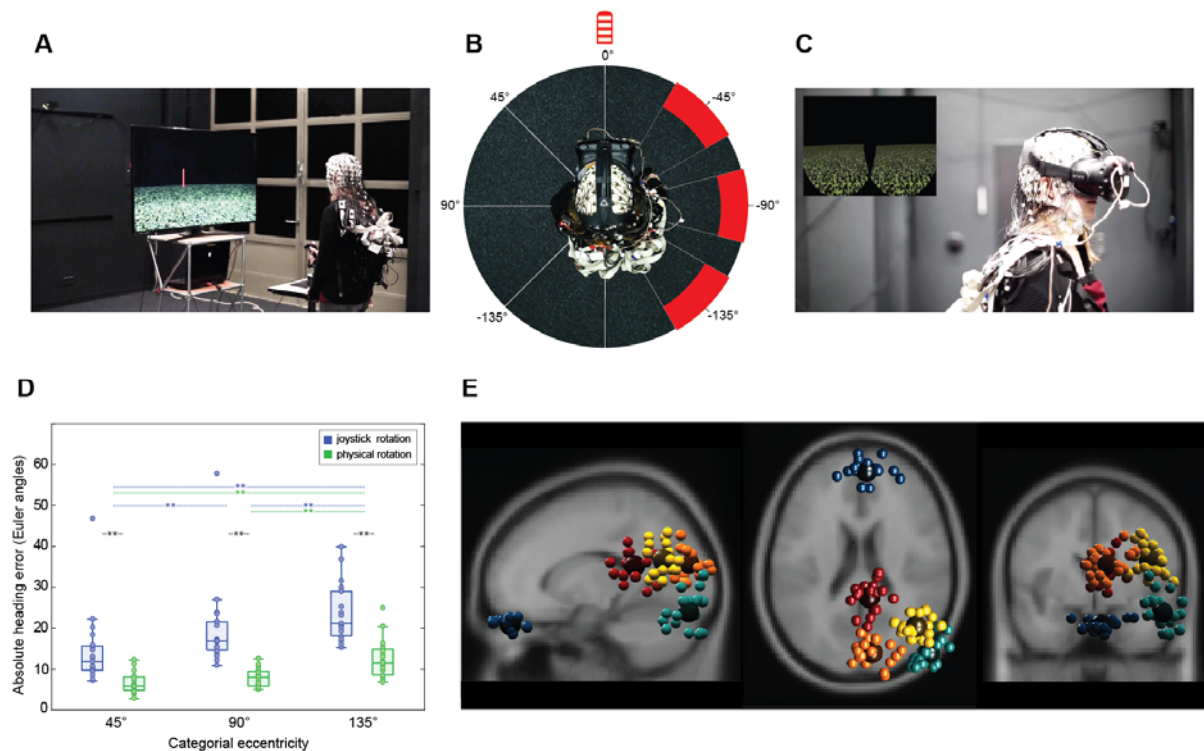 A
B
C
0°
45°
-45°
90°
-90°
-135°
-135°
D
E
joystick rotation
physical rotation
Absolute heading error (Euler angles)
60
50
40
30
20
10
0
**
**
**
**
**
**
**
**
45°
90°
135°
Categorial eccentricity